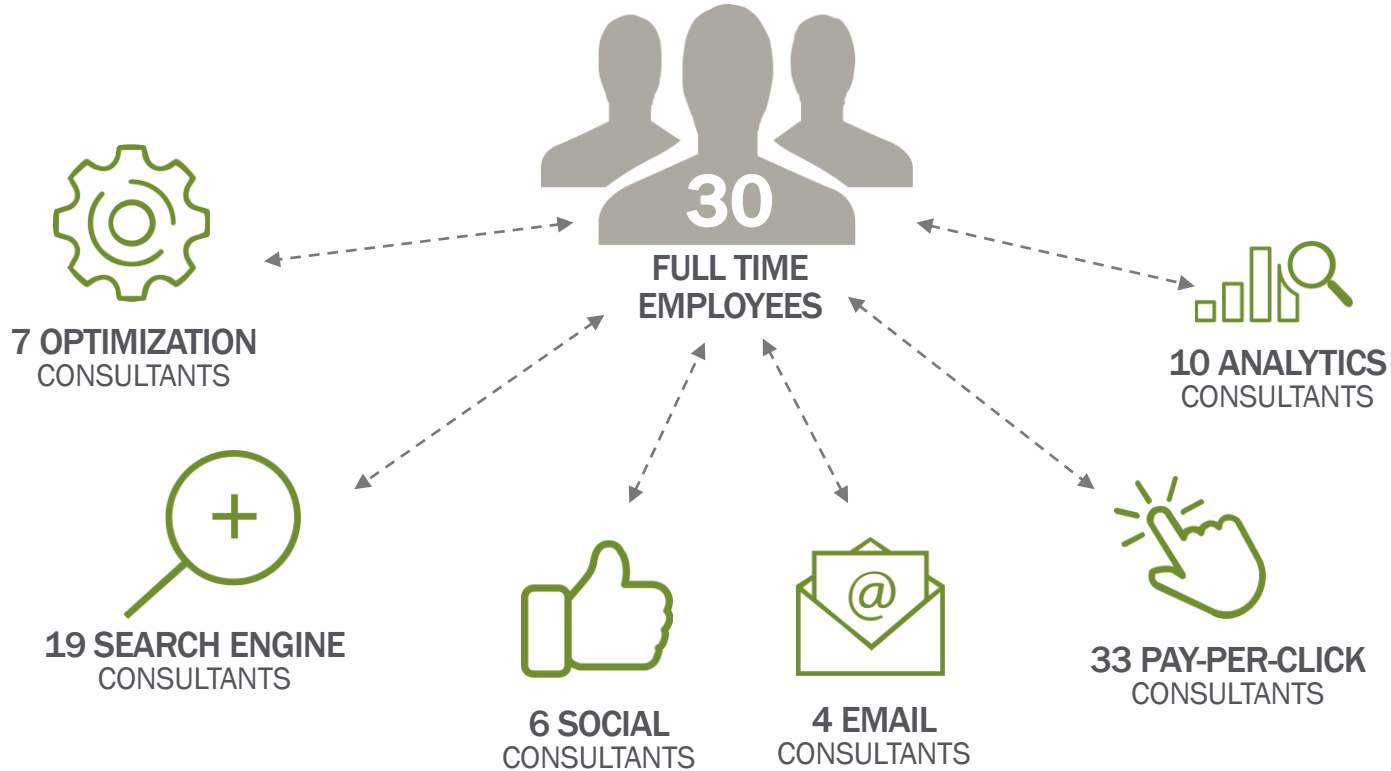 30
FULL TIME
EMPLOYEES
7 OPTIMIZATION
CONSULTANTS
10 ANALYTICS
CONSULTANTS
19 SEARCH ENGINE
CONSULTANTS
6 SOCIAL
CONSULTANTS
@
4 EMAIL
CONSULTANTS
33 PAY-PER-CLICK
CONSULTANTS